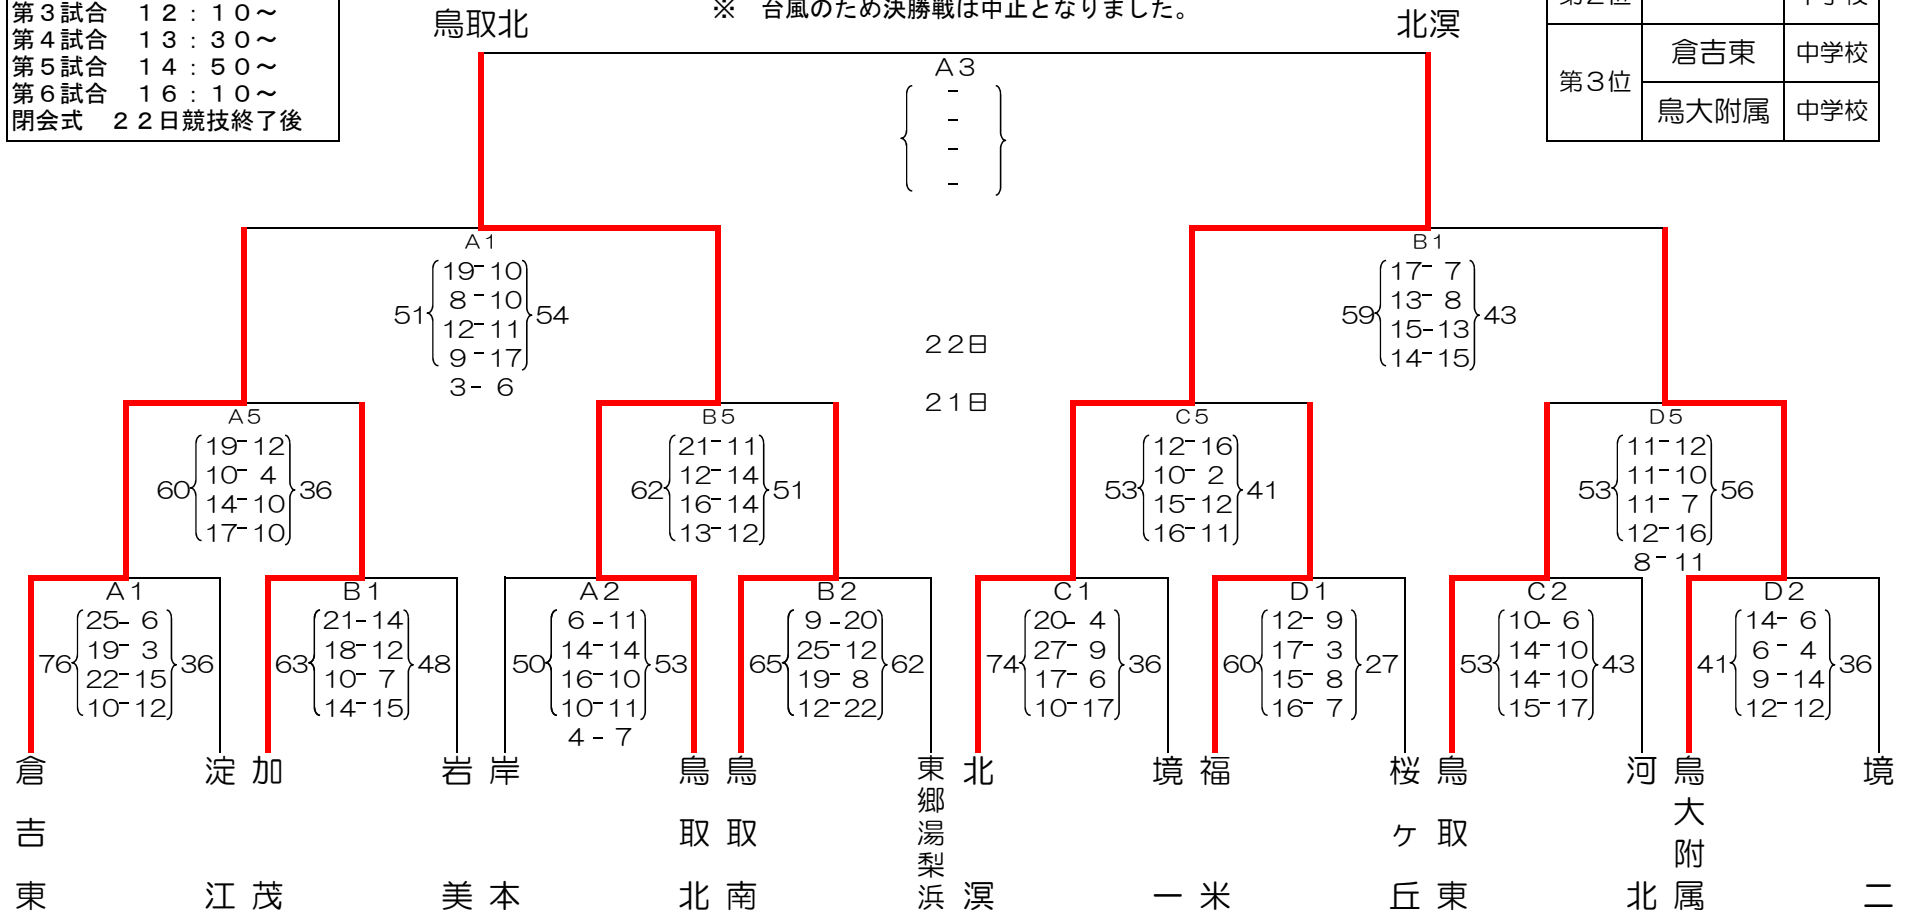 第３試合　１２：１０～
第４試合　１３：３０～
第５試合　１４：５０～
第６試合　１６：１０～
閉会式　２２日競技終了後
※　台風のため決勝戦は中止となりました。
鳥取北
北溟
第２位 中学校
第３位 倉吉東 中学校
鳥大附属 中学校
A3
-
-
-
-
A1
19-10
8-10
51 54
12-11
9-17
3-6
B1
17-7
13-8
59 43
15-13
14-15
22日
21日
A5
19-12
10-4
60 36
14-10
17-10
B5
21-11
12-14
62 51
16-14
13-12
C5
12-16
10-2
53 41
15-12
16-11
D5
11-12
11-10
53 56
11-7
12-16
8-11
A1
25-6
19-3
76 36
22-15
10-12
B1
21-14
18-12
63 48
10-7
14-15
A2
6-11
14-14
50 53
16-10
10-11
4-7
B2
9-20
25-12
65 62
19-8
12-22
C1
20-4
27-9
74 36
17-6
10-17
D1
12-9
17-3
60 27
15-8
16-7
C2
10-6
14-10
53 43
14-10
15-17
D2
14-6
6-4
41 36
9-14
12-12
倉吉東
淀江
加茂
岩美
岸本
鳥取北
鳥取南
東郷湯梨浜
北溟
境一
福米
桜ヶ丘
鳥取東
河北
鳥大附属
境二